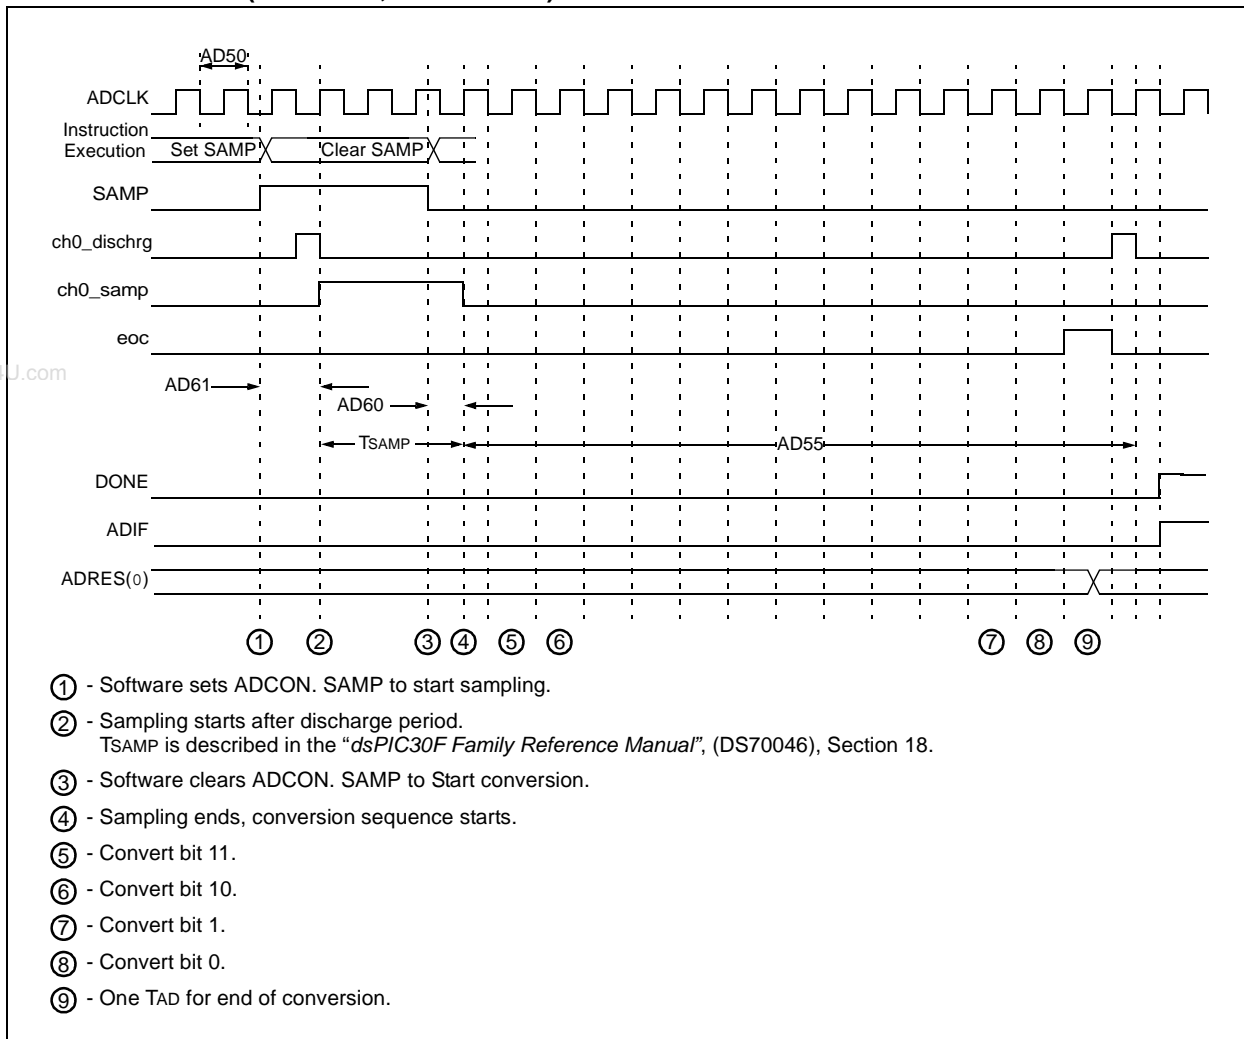 AD50
ADCLK
Instruction
Execution
Set SAMP
Clear SAMP
SAMP
ch0_dischrg
ch0_samp
eoc
4U.com
AD61
AD60
TSAMP
AD55
DONE
ADIF
ADRES(0)
1 2 3 4 5 6 7 8 9
1 - Software sets ADCON. SAMP to start sampling.
2 - Sampling starts after discharge period.
TSAMP is described in the “dsPIC30F Family Reference Manual”, (DS70046), Section 18.
3 - Software clears ADCON. SAMP to Start conversion.
4 - Sampling ends, conversion sequence starts.
5 - Convert bit 11.
6 - Convert bit 10.
7 - Convert bit 1.
8 - Convert bit 0.
9 - One TAD for end of conversion.